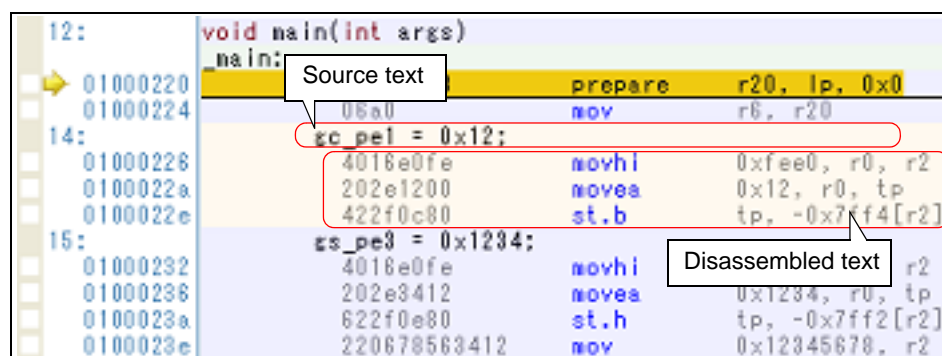 12: void main(int args)
_main:
01000220 prepare r20, lp, 0x0
01000224 06a0 mov r6, r20
14: gc_pe1 = 0x12;
01000226 4016e0fe movhi 0xfee0, r0, r2
0100022a 202e1200 movea 0x12, r0, tp
0100022e 422f0c80 st.b tp, -0x7ff4[r2]
15: gs_pe3 = 0x1234;
01000232 4016e0fe movhi r2
01000236 202e3412 movea 0x1234, r0, tp
0100023a 622f0e80 st.h tp, -0x7ff2[r2]
0100023e 220678563412 mov 0x12345678, r2
Source text
Disassembled text